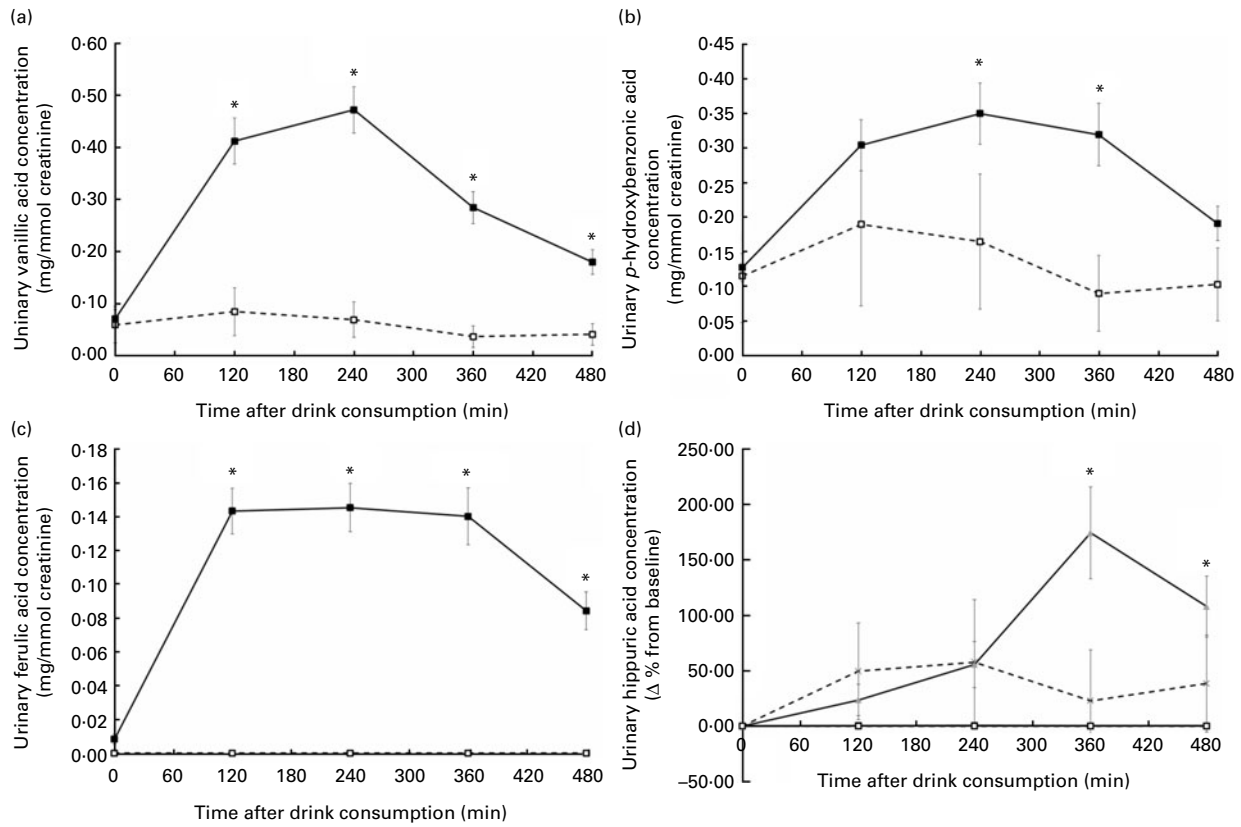 (a)
Uninary vanillic acid concentration
(mg/mmol creatinine)
0·60
0·50
0·40
0·30
0·20
0·10
0·00
* * * *
0 60 120 180 240 300 360 420 480
Time after drink consumption (min)
(b)
Urinary p-hydroxybenzonic acid
concentration
(mg/mmol creatinine)
0·45
0·40
0·35
0·30
0·25
0·20
0·15
0·10
0·05
0·00
* *
0 60 120 180 240 300 360 420 480
Time after drink consumption (min)
(c)
Urinary ferulic acid concentration
(mg/mmol creatinine)
0·18
0·16
0·14
0·12
0·10
0·08
0·06
0·04
0·02
0·00
* * * *
0 60 120 180 240 300 360 420 480
Time after drink consumption (min)
(d)
Urinary hippuric acid concentration
(Δ % from baseline)
250·00
200·00
150·00
100·00
50·00
0·00
–50·00
* *
0 60 120 180 240 300 360 420 480
Time after drink consumption (min)